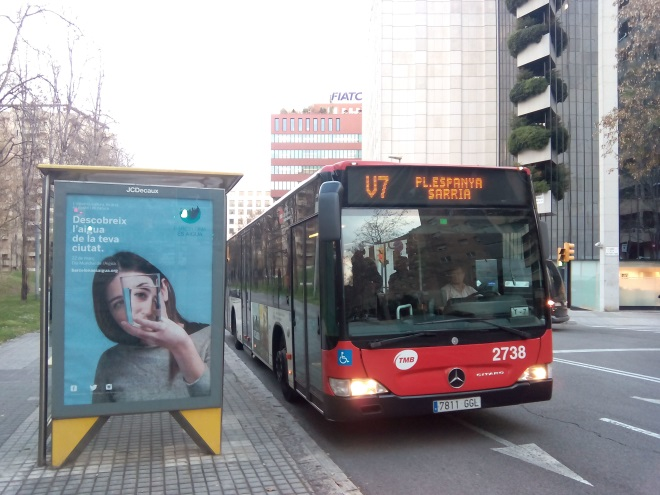 FIATC
JCDecaux
Descobreix
l'aigua
de la teva
ciutat.
V7
PL.ESPANYA
SARRIA
TMB
2738
CITARO
7811 GGL